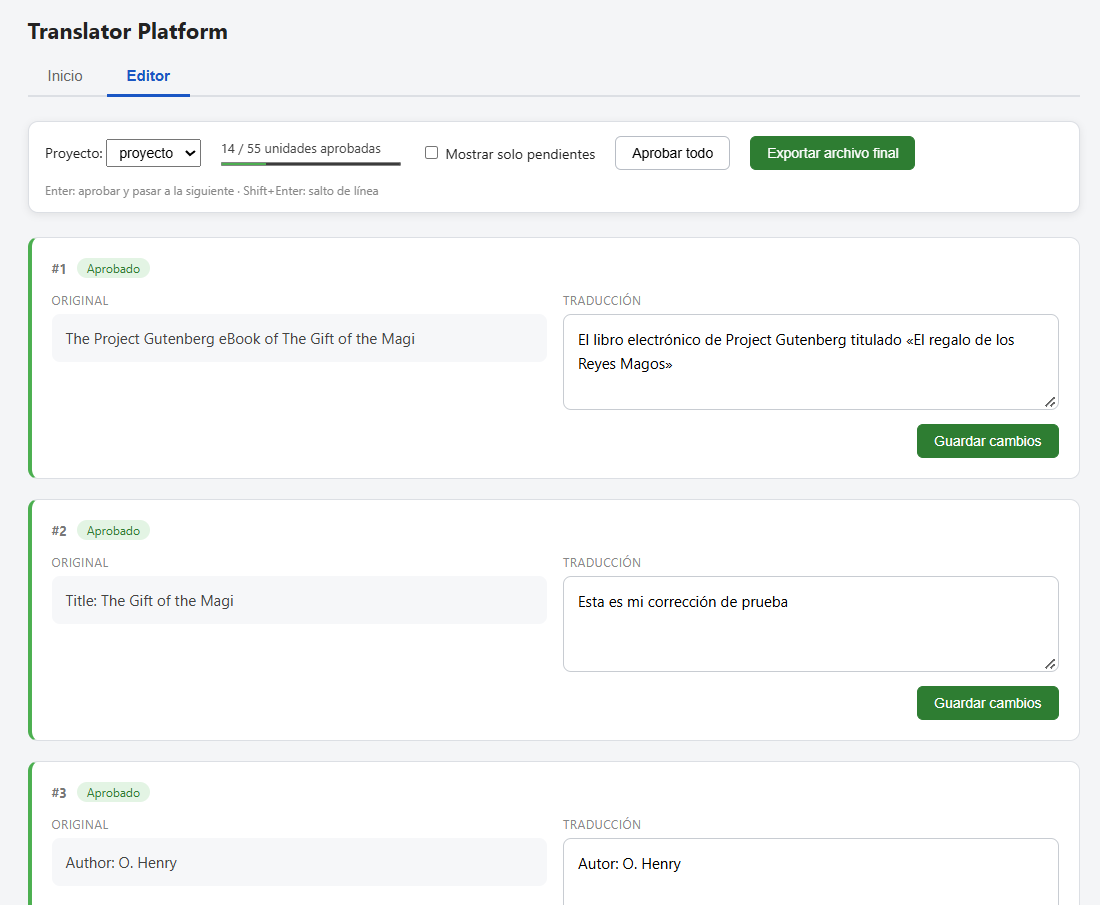 Translator Platform
Inicio
Editor
Proyecto: proyecto
14 / 55 unidades aprobadas
Mostrar solo pendientes
Aprobar todo
Exportar archivo final
Enter: aprobar y pasar a la siguiente · Shift+Enter: salto de línea
#1 Aprobado
ORIGINAL
The Project Gutenberg eBook of The Gift of the Magi
TRADUCCIÓN
El libro electrónico de Project Gutenberg titulado «El regalo de los
Reyes Magos»
Guardar cambios
#2 Aprobado
ORIGINAL
Title: The Gift of the Magi
TRADUCCIÓN
Esta es mi corrección de prueba
Guardar cambios
#3 Aprobado
ORIGINAL
Author: O. Henry
TRADUCCIÓN
Autor: O. Henry